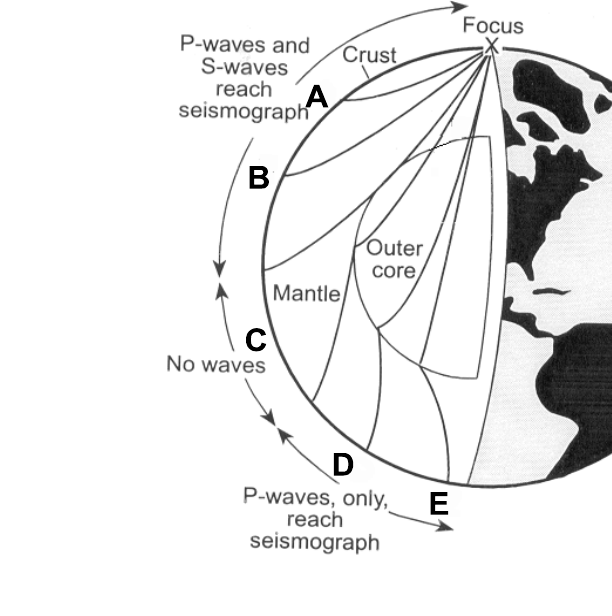 Focus
X
P-waves and
S-waves
reach
seismograph
Crust
A
B
Outer
core
Mantle
C
No waves
D
P-waves, only,
reach
seismograph
E